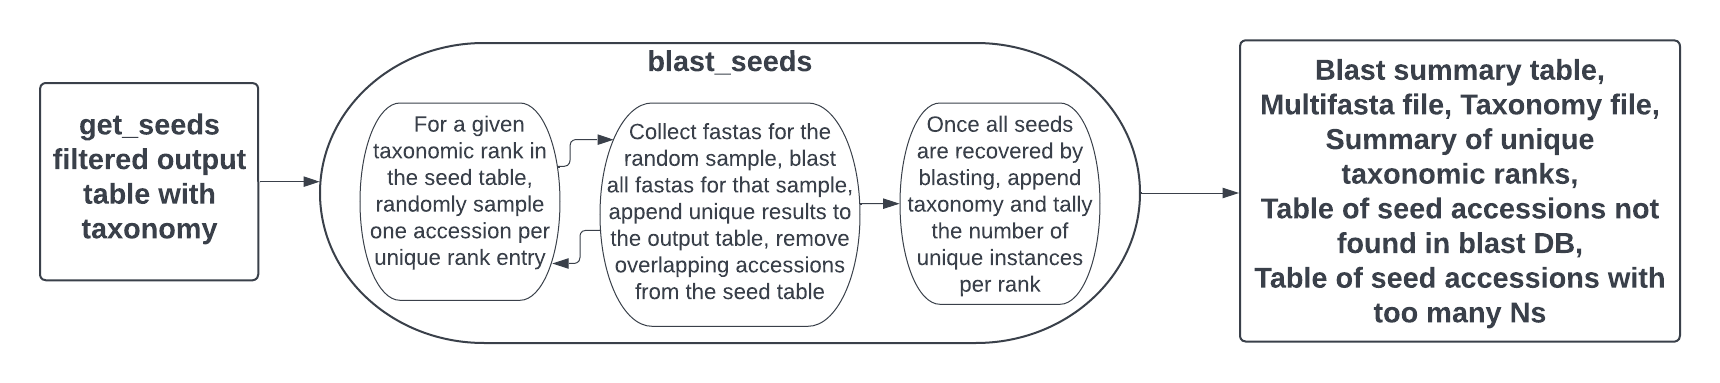 get_seeds
filtered output
table with
taxonomy
blast_seeds
For a given
taxonomic rank in
the seed table,
randomly sample
one accession per
unique rank entry
Collect fastas for the
random sample, blast
all fastas for that sample,
append unique results to
the output table, remove
overlapping accessions
from the seed table
Once all seeds
are recovered by
blasting, append
taxonomy and tally
the number of
unique instances
per rank
Blast summary table,
Multifasta file, Taxonomy file,
Summary of unique
taxonomic ranks,
Table of seed accessions not
found in blast DB,
Table of seed accessions with
too many Ns